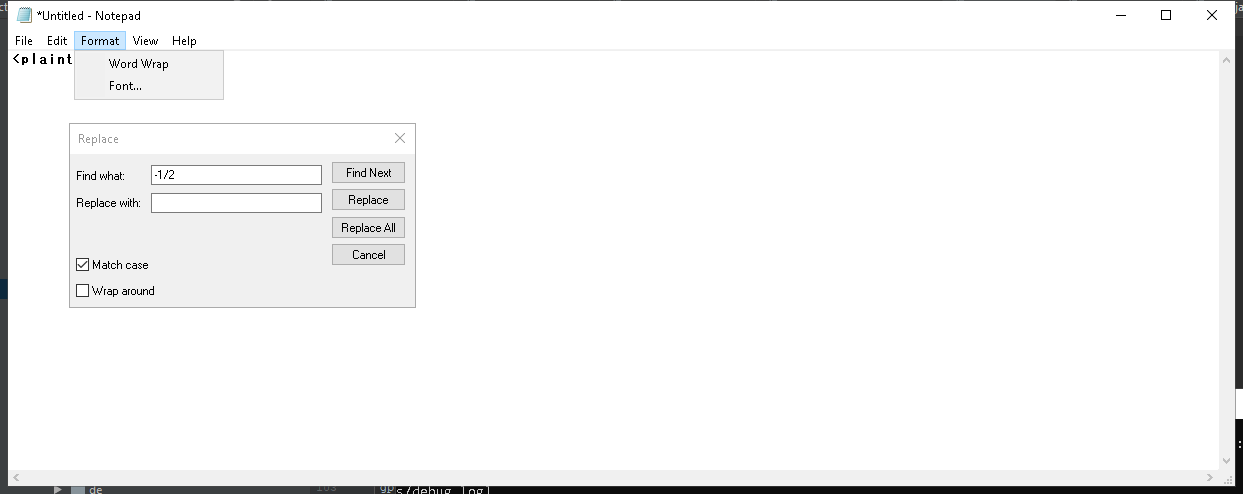 *Untitled - Notepad
File Edit Format View Help
<plaint
Word Wrap
Font...
Replace
Find what: -1/2 Find Next
Replace with: Replace
Replace All
Cancel
Match case
Wrap around
de
s/debug.log